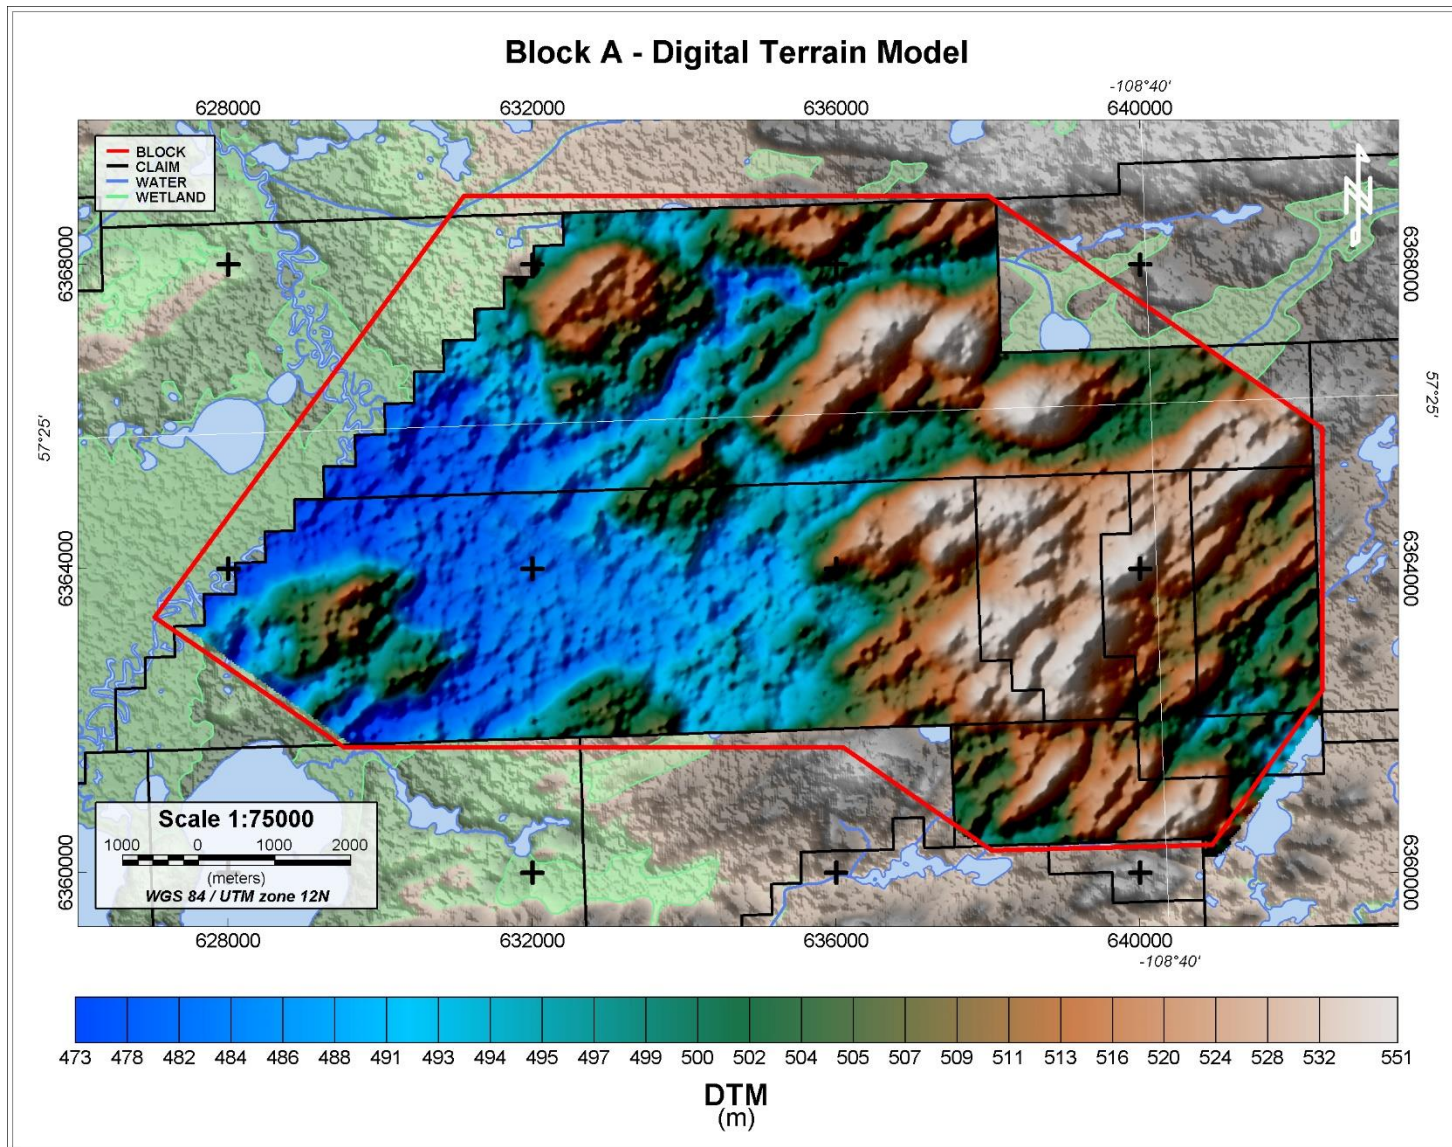 Block A - Digital Terrain Model
-108°40'
628000 632000 636000 640000
BLOCK
CLAIM
WATER
WETLAND
N
6368000
6368000
57°25'
57°25'
6364000
6364000
Scale 1:75000
1000 0 1000 2000
(meters)
WGS 84 / UTM zone 12N
6360000
6360000
628000 632000 636000 640000
-108°40'
473 478 482 484 486 488 491 493 494 495 497 499 500 502 504 505 507 509 511 513 516 520 524 528 532 551
DTM
(m)